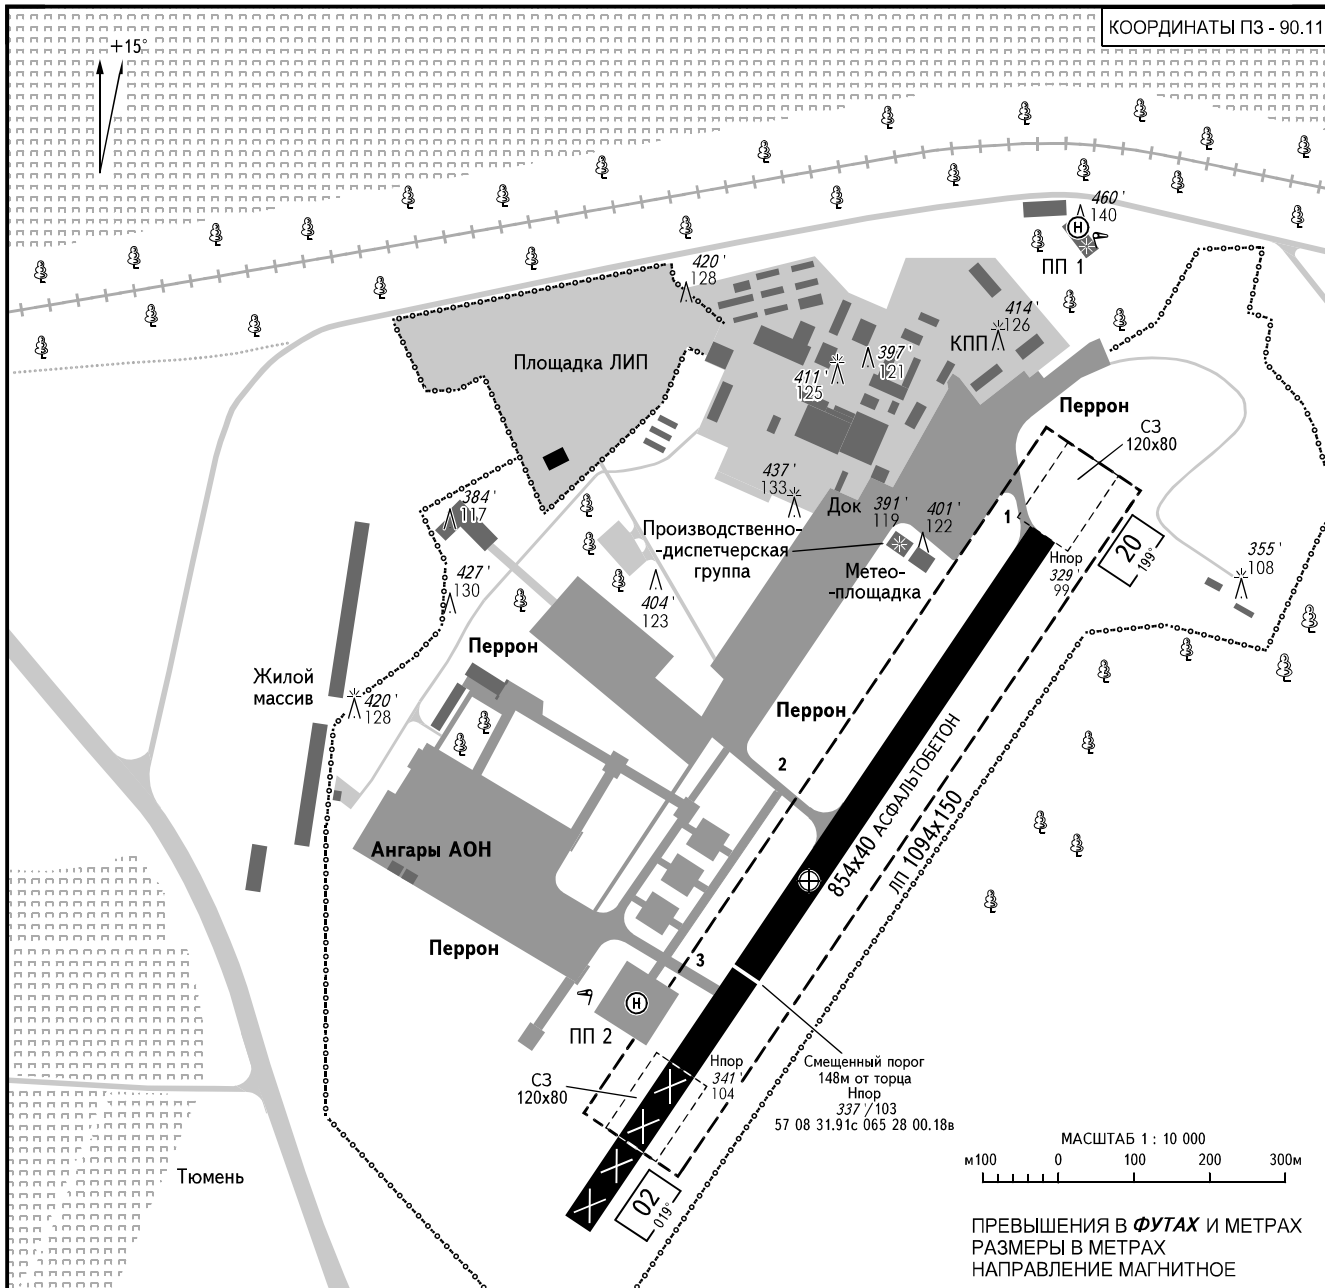 КООРДИНАТЫ ПЗ - 90.11
+15°
460'
140
ПП 1
420'
128
414'
126
КПП
397'
121
411'
125
Площадка ЛИП
Перрон
СЗ
120х80
437'
133
384'
117
Док
391'
119
401'
122
1
20
199°
Производственно-
-диспетчерская
группа
Метео-
-площадка
Нпор
329'
99
355'
108
427'
130
404'
123
Перрон
Жилой
массив
420'
128
Перрон
2
854х40 АСФАЛЬТОБЕТОН
ЛП 1094х150
Ангары АОН
Перрон
3
Н
Н
ПП 2
СЗ
120х80
Нпор
341'
104
Смещенный порог
148м от торца
Нпор
337'/103
57 08 31.91с 065 28 00.18в
02
019°
Тюмень
МАСШТАБ 1 : 10 000
м100 0 100 200 300м
ПРЕВЫШЕНИЯ В ФУТАХ И МЕТРАХ
РАЗМЕРЫ В МЕТРАХ
НАПРАВЛЕНИЕ МАГНИТНОЕ